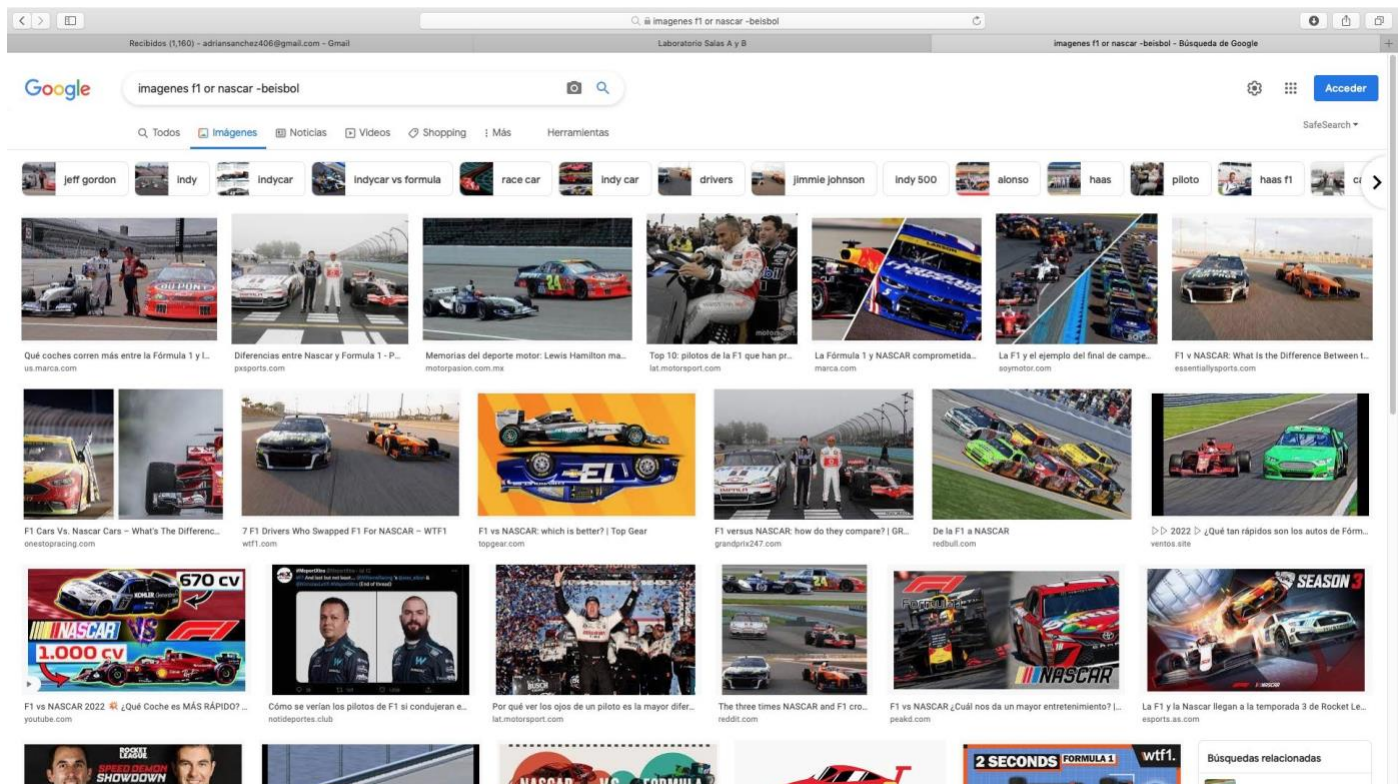 imagenes f1 or nascar -beisbol
Recibidos (1,160) - adriansanchez406@gmail.com - Gmail
Laboratorio Salas A y B
imagenes f1 or nascar -beisbol - Búsqueda de Google
Google
imagenes f1 or nascar -beisbol
Acceder
Todos
Imágenes
Noticias
Videos
Shopping
Más
Herramientas
SafeSearch
jeff gordon
indy
indycar
indycar vs formula
race car
indy car
drivers
jimmie johnson
indy 500
alonso
haas
piloto
haas f1
Qué coches corren más entre la Fórmula 1 y l...
us.marca.com
Diferencias entre Nascar y Formula 1 - P...
pxsports.com
Memorias del deporte motor: Lewis Hamilton ma...
motorpasion.com.mx
Top 10: pilotos de la F1 que han pr...
lat.motorsport.com
La Fórmula 1 y NASCAR comprometida...
marca.com
La F1 y el ejemplo del final de campe...
soymotor.com
F1 v NASCAR: What Is the Difference Between t...
essentiallysports.com
F1 Cars Vs. Nascar Cars – What's The Differenc...
onestopracing.com
7 F1 Drivers Who Swapped F1 For NASCAR – WTF1
wtf1.com
F1 vs NASCAR: which is better? | Top Gear
topgear.com
F1 versus NASCAR: how do they compare? | GR...
grandprix247.com
De la F1 a NASCAR
redbull.com
▷▷ 2022 ▷ ¿Qué tan rápidos son los autos de Fórm...
ventos.site
670 cv
NASCAR VS
1.000 cv
SEASON 3
NASCAR
F1 vs NASCAR 2022 💥 ¿Qué Coche es MÁS RÁPIDO? ...
youtube.com
Cómo se verían los pilotos de F1 si condujeran e...
notideportes.club
Por qué ver los ojos de un piloto es la mayor difer...
lat.motorsport.com
The three times NASCAR and F1 cro...
reddit.com
F1 vs NASCAR ¿Cuál nos da un mayor entretenimiento? |...
peakd.com
La F1 y la Nascar llegan a la temporada 3 de Rocket Le...
esports.as.com
ROCKET LEAGUE
SPEED DEMON
SHOWDOWN
NASCAR VS FORMULA
2 SECONDS FORMULA 1 wtf1.
Búsquedas relacionadas